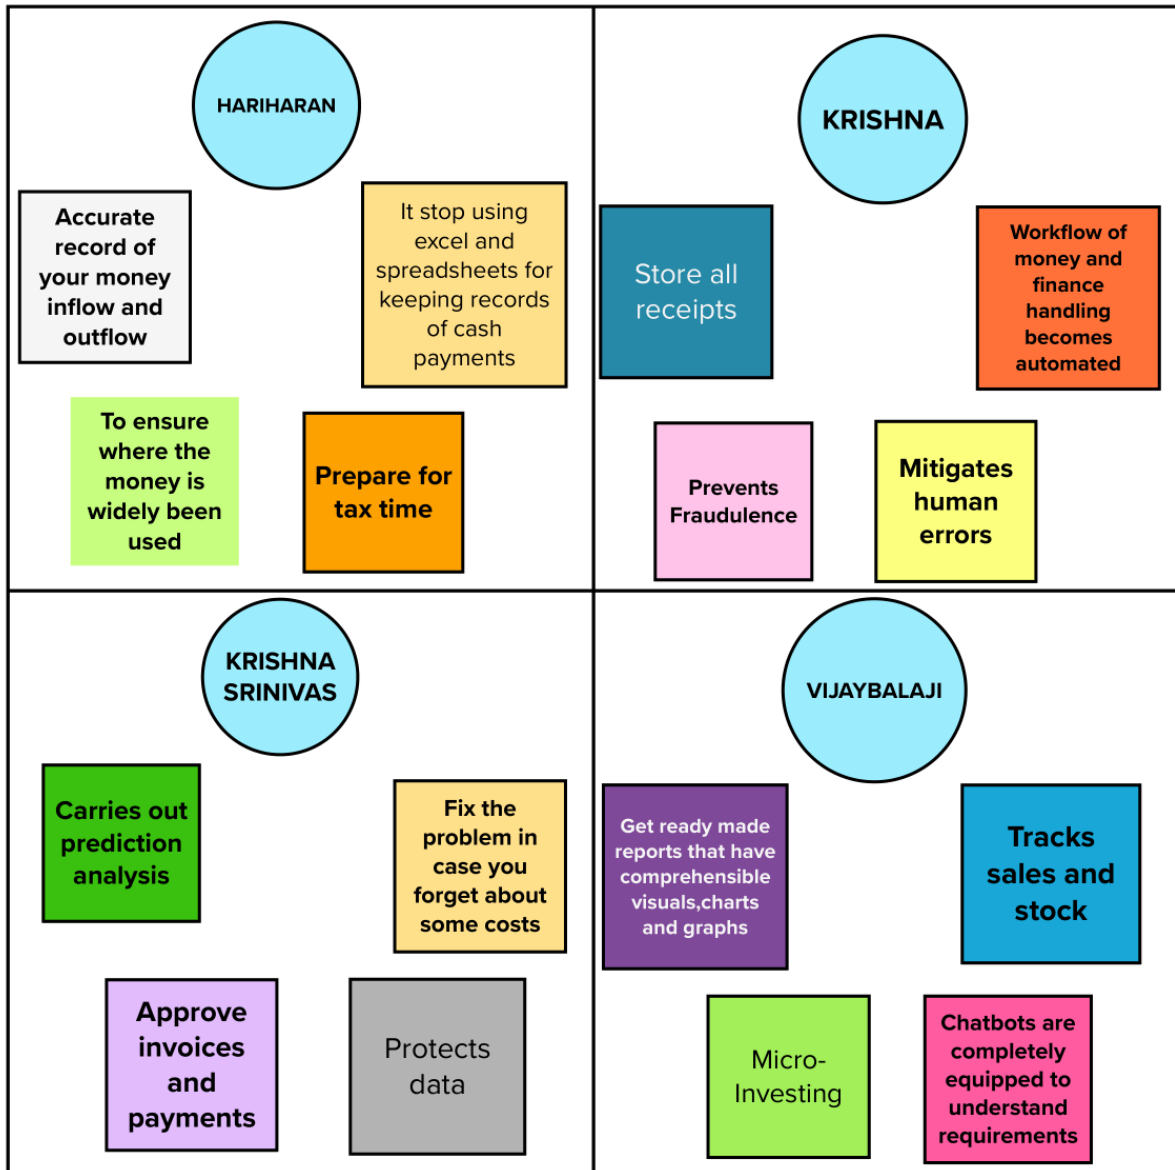 HARIHARAN
Accurate
record of
your money
inflow and
outflow
It stop using
excel and
spreadsheets for
keeping records
of cash
payments
To ensure
where the
money is
widely been
used
Prepare for
tax time
KRISHNA
Store all
receipts
Workflow of
money and
finance
handling
becomes
automated
Prevents
Fraudulence
Mitigates
human
errors
KRISHNA
SRINIVAS
Carries out
prediction
analysis
Fix the
problem in
case you
forget about
some costs
Approve
invoices
and
payments
Protects
data
VIJAYBALAJI
Get ready made
reports that have
comprehensible
visuals,charts
and graphs
Tracks
sales and
stock
Micro-
Investing
Chatbots are
completely
equipped to
understand
requirements